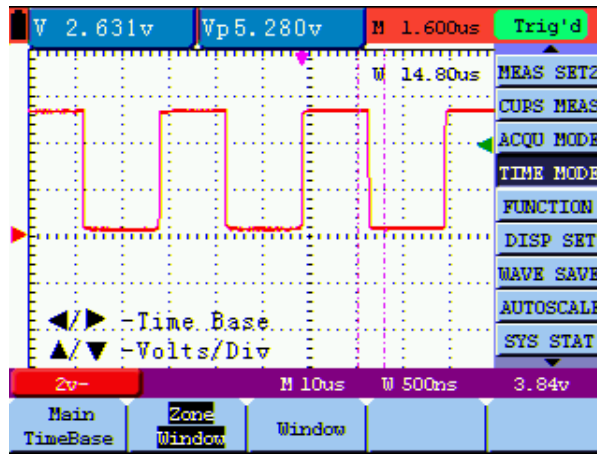 V 2.631v Vp5.280v M 1.600us Trig'd
W 14.80us
MEAS SET2
CUPS MEAS
ACQU MODE
TIME MODE
FUNCTION
DISP SET
WAVE SAVE
AUTOSCALE
SYS STAT
◀/▶ -Time Base
▲/▼ -Volts/Div
2v- M 10us W 500ns 3.84v
Main TimeBase
Zone Window
Window